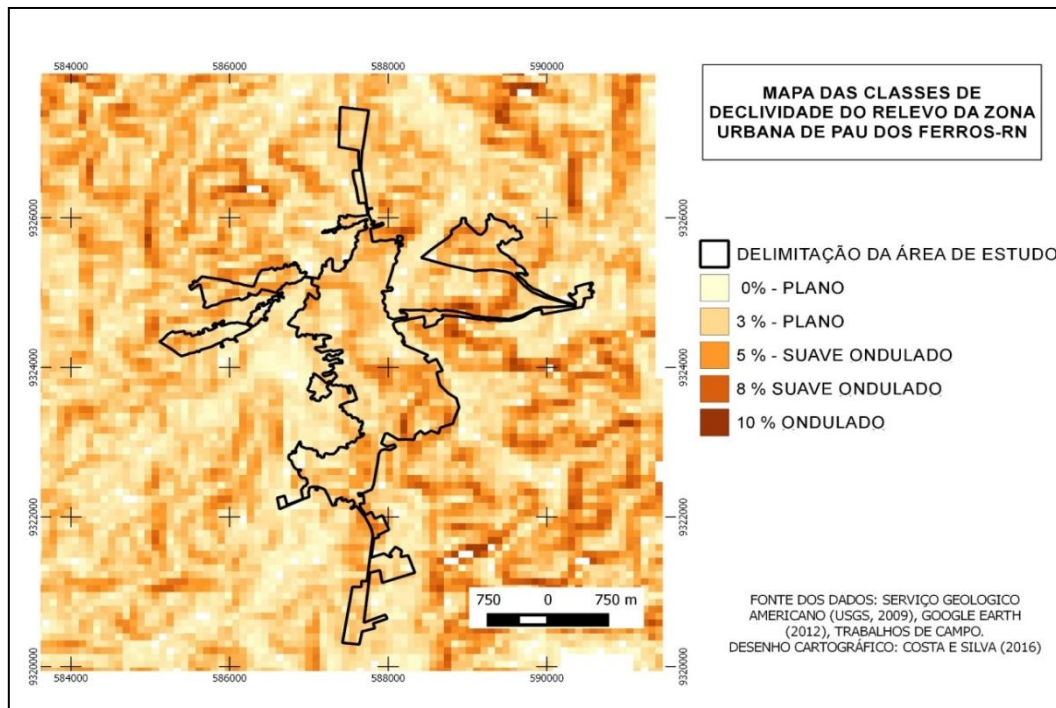 584000 586000 588000 590000
9326000 9326000
9324000 9324000
9322000 9322000
9320000 9320000
750 0 750 m
584000 586000 588000 590000
MAPA DAS CLASSES DE
DECLIVIDADE DO RELEVO DA ZONA
URBANA DE PAU DOS FERROS-RN
DELIMITAÇÃO DA ÁREA DE ESTUDO
0% - PLANO
3 % - PLANO
5 % - SUAVE ONDULADO
8 % SUAVE ONDULADO
10 % ONDULADO
FONTE DOS DADOS: SERVIÇO GEOLOGICO
AMERICANO (USGS, 2009), GOOGLE EARTH
(2012), TRABALHOS DE CAMPO.
DESENHO CARTOGRÁFICO: COSTA E SILVA (2016)